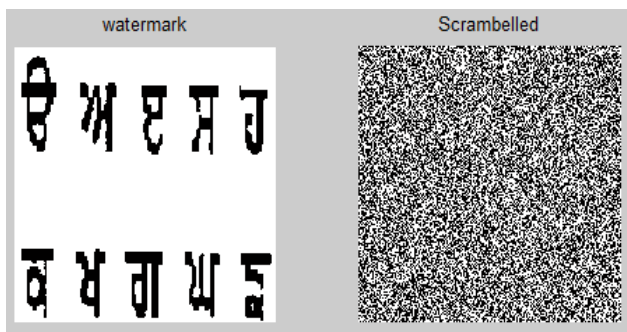 watermark Scrambelled
ੳ ਅ ੲ ਸ ਹ
ਕ ਖ ਗ ਘ ਙ